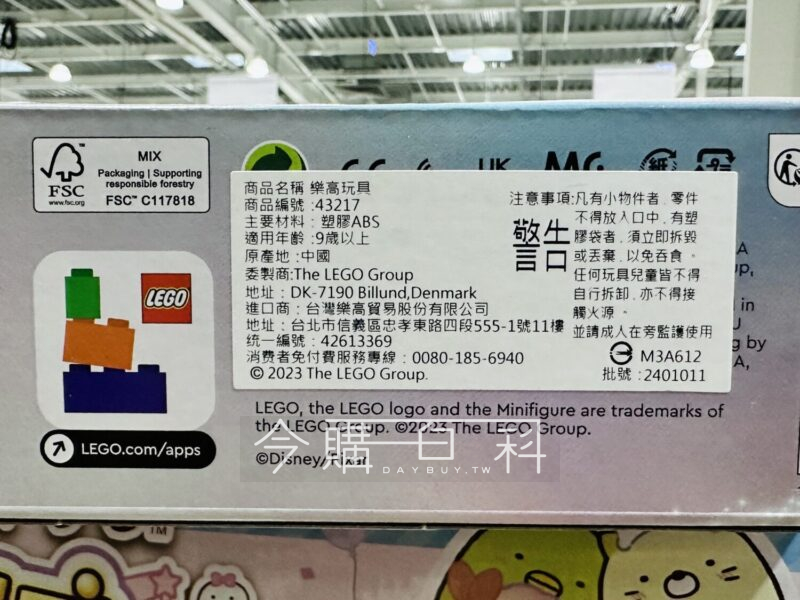 MIX
Packaging | Supporting
responsible forestry
FSC™ C117818
FSC
www.fsc.org
UK
商品名稱 樂高玩具
商品編號 :43217
主要材料 : 塑膠ABS
適用年齡 :9歲以上
原產地 :中國
委製商:The LEGO Group
地址 : DK-7190 Billund,Denmark
進口商 : 台灣樂高貿易股份有限公司
地址 : 台北市信義區忠孝東路四段555-1號11樓
統一編號 : 42613369
消費者免付費服務專線 : 0080-185-6940
© 2023 The LEGO Group.
警告
注意事項:凡有小物件者﹐零件
不得放入口中﹐有塑
膠袋者﹐須立即拆毀
或丟棄﹐以免吞食﹒
任何玩具兒童皆不得
自行拆卸﹐亦不得接
觸火源﹒
並請成人在旁監護使用
M3A612
批號 : 2401011
LEGO
LEGO.com/apps
LEGO, the LEGO logo and the Minifigure are trademarks of
the LEGO Group. ©2023 The LEGO Group.
©Disney/Pixar
今購百科
DAYBUY.TW
TM